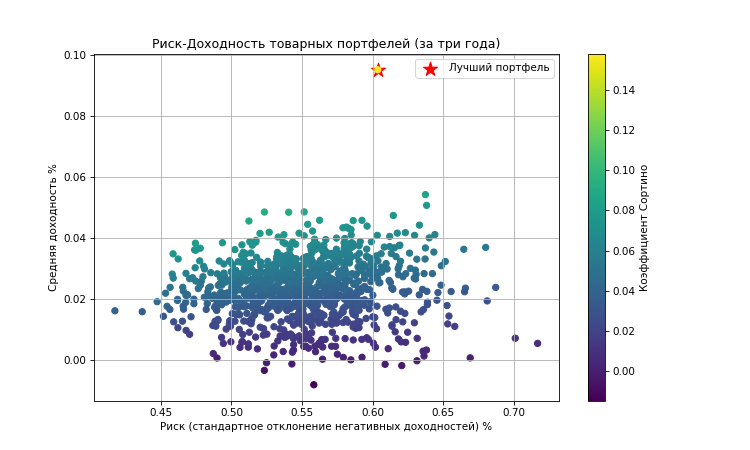 Риск-Доходность товарных портфелей (за три года)
Лучший портфель
Средняя доходность %
0.10
0.08
0.06
0.04
0.02
0.00
0.45 0.50 0.55 0.60 0.65 0.70
Риск (стандартное отклонение негативных доходностей) %
0.14
0.12
0.10
0.08
0.06
0.04
0.02
0.00
Коэффициент Сортино